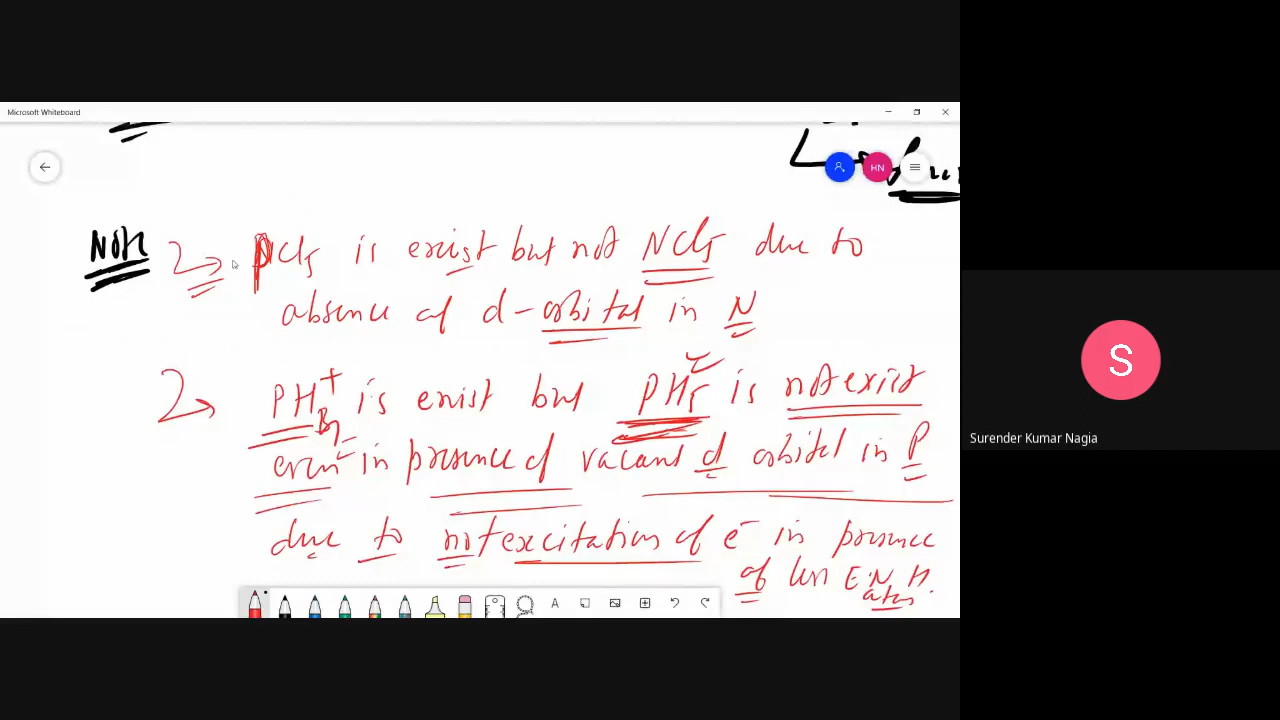 Microsoft Whiteboard
HN
Note 2→ PCl5 is exist but not NCl5 due to
absence of d-orbital in N
2→ PH4+ is exist but PH5 is not exist
even in presence of vacant d orbital in P
due to not excitation of e- in presence
of less E.N H.
atom
S
Surender Kumar Nagia
A